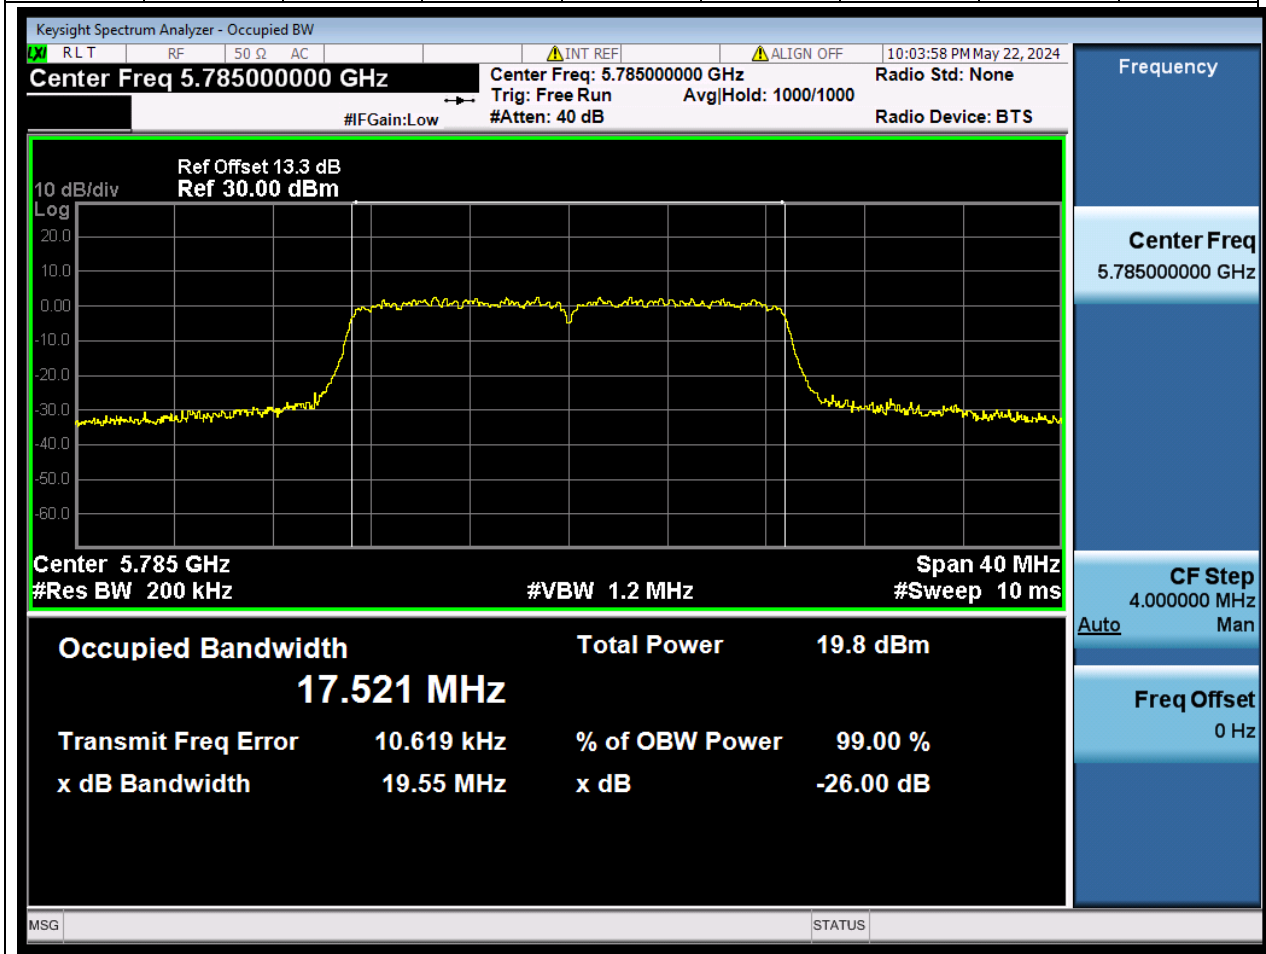 Keysight Spectrum Analyzer - Occupied BW
LXI RLT RF 50 Ω AC INT REF ALIGN OFF 10:03:58 PM May 22, 2024
Center Freq 5.785000000 GHz
Center Freq: 5.785000000 GHz Radio Std: None
Trig: Free Run Avg|Hold: 1000/1000
#IFGain:Low #Atten: 40 dB Radio Device: BTS
Ref Offset 13.3 dB
10 dB/div Ref 30.00 dBm
Log
20.0
10.0
0.00
-10.0
-20.0
-30.0
-40.0
-50.0
-60.0
Center 5.785 GHz Span 40 MHz
#Res BW 200 kHz #VBW 1.2 MHz #Sweep 10 ms
Occupied Bandwidth Total Power 19.8 dBm
17.521 MHz
Transmit Freq Error 10.619 kHz % of OBW Power 99.00 %
x dB Bandwidth 19.55 MHz x dB -26.00 dB
MSG STATUS
Frequency
Center Freq
5.785000000 GHz
CF Step
4.000000 MHz
Auto Man
Freq Offset
0 Hz